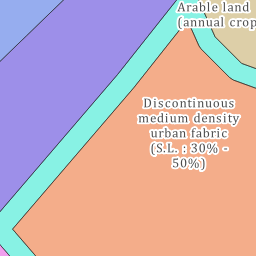 Arable land
(annual crop
Discontinuous
medium density
urban fabric
(S.L. : 30% -
50%)